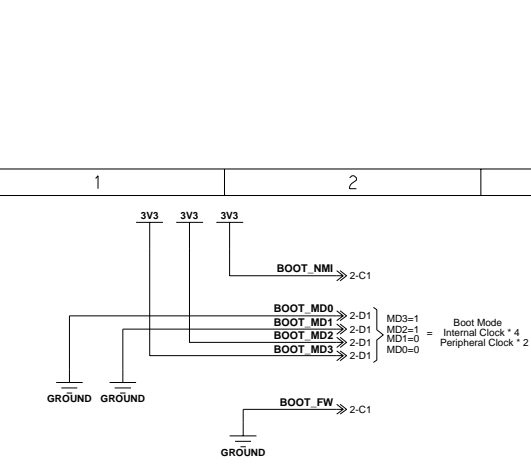 1 2
3V3 3V3 3V3
BOOT_NMI 2-C1
BOOT_MD0 2-D1
BOOT_MD1 2-D1
BOOT_MD2 2-D1
BOOT_MD3 2-D1
MD3=1
MD2=1
MD1=0
MD0=0
=
Boot Mode
Internal Clock * 4
Peripheral Clock * 2
GROUND GROUND
BOOT_FW 2-C1
GROUND